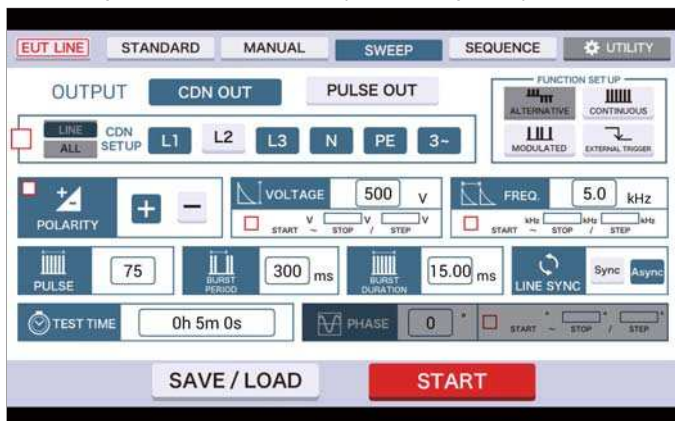 EUT LINE STANDARD MANUAL SWEEP SEQUENCE UTILITY
OUTPUT CDN OUT PULSE OUT
FUNCTION SET UP
ALTERNATIVE CONTINUOUS
MODULATED EXTERNAL TRIGGER
LINE
ALL
CDN
SETUP
L1 L2 L3 N PE 3~
POLARITY + −
VOLTAGE 500 V
V V V
START ~ STOP / STEP
FREQ. 5.0 kHz
kHz kHz kHz
START ~ STOP / STEP
PULSE 75
BURST
PERIOD
300 ms
BURST
DURATION
15.00 ms
LINE SYNC Sync Async
TEST TIME 0h 5m 0s
PHASE 0 °
° ° °
START ~ STOP / STEP
SAVE / LOAD START